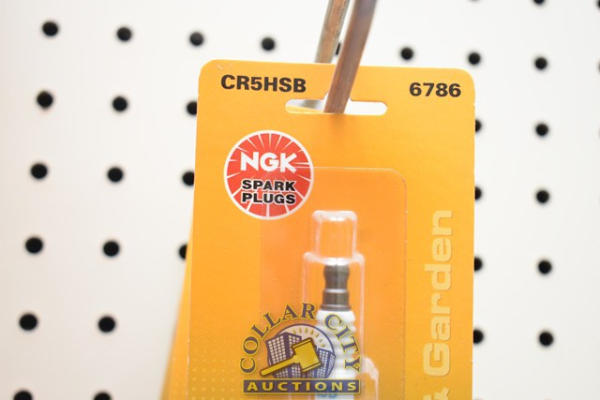 CR5HSB 6786
NGK
SPARK
PLUGS
& Garden
COLLAR CITY
AUCTIONS